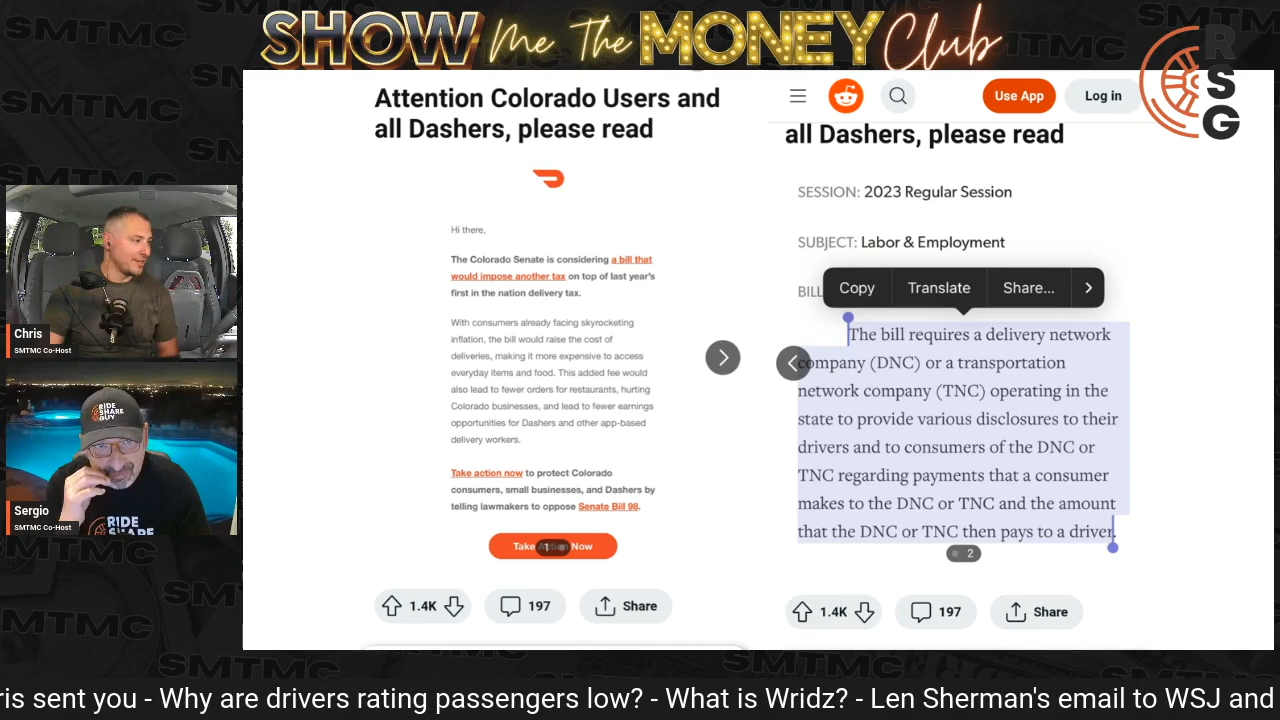 SHOW Me The MONEY Club
RSG
Attention Colorado Users and
all Dashers, please read
Hi there,
The Colorado Senate is considering a bill that
would impose another tax on top of last year's
first in the nation delivery tax.
With consumers already facing skyrocketing
inflation, the bill would raise the cost of
deliveries, making it more expensive to access
everyday items and food. This added fee would
also lead to fewer orders for restaurants, hurting
Colorado businesses, and lead to fewer earnings
opportunities for Dashers and other app-based
delivery workers.
Take action now to protect Colorado
consumers, small businesses, and Dashers by
telling lawmakers to oppose Senate Bill 98.
Take Action Now
1
1.4K
197
Share
Use App
Log in
all Dashers, please read
SESSION: 2023 Regular Session
SUBJECT: Labor & Employment
BILL
Copy
Translate
Share...
The bill requires a delivery network
company (DNC) or a transportation
network company (TNC) operating in the
state to provide various disclosures to their
drivers and to consumers of the DNC or
TNC regarding payments that a consumer
makes to the DNC or TNC and the amount
that the DNC or TNC then pays to a driver.
2
1.4K
197
Share
Chris
SMTMC Co-Host
RIDE
SHARE
GUY
Sergio
SMTMC Co-Host
RIDE
SMTMC
ris sent you - Why are drivers rating passengers low? - What is Wridz? - Len Sherman's email to WSJ and